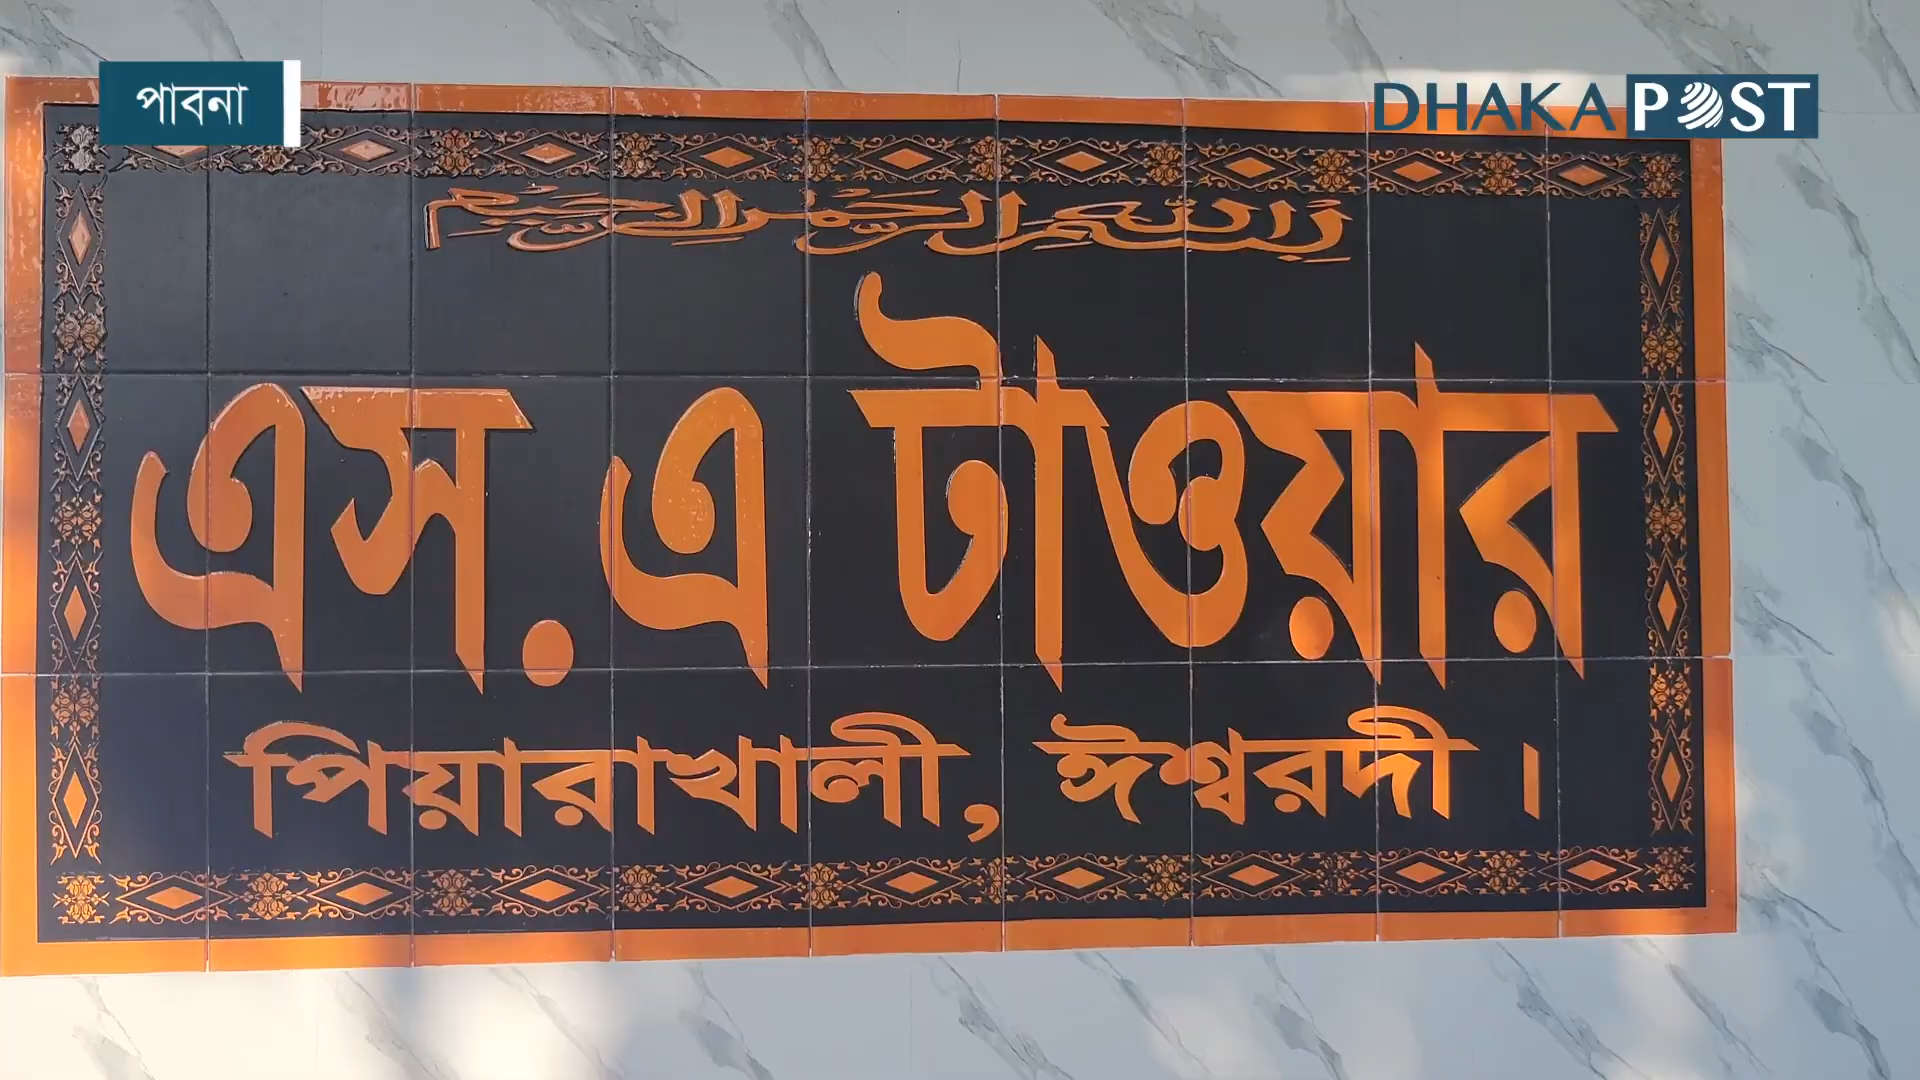 পাবনা
DHAKA POST
بسم الله الرحمن الرحيم
এস.এ টাওয়ার
পিয়ারাখালী, ঈশ্বরদী ।